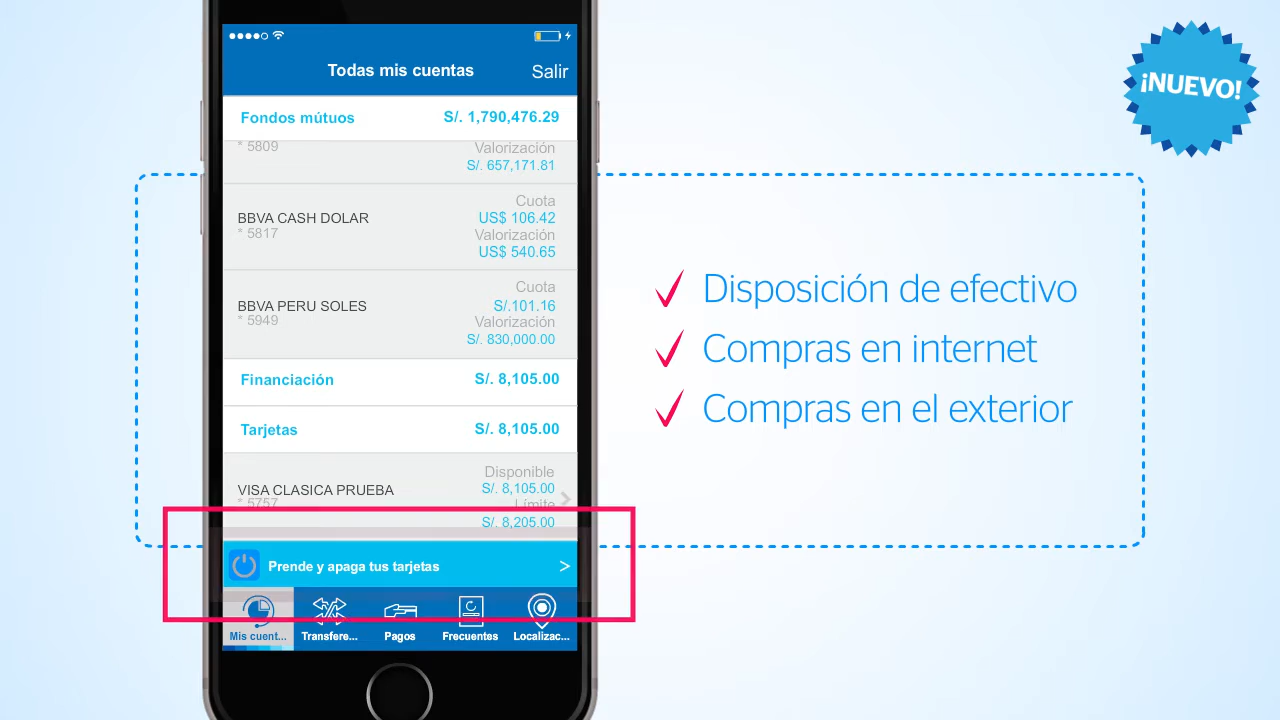 Todas mis cuentas
Salir
¡NUEVO!
Fondos mútuos S/. 1,790,476.29
* 5809 Valorización
S/. 657,171.81
Cuota
BBVA CASH DOLAR US$ 106.42
* 5817 Valorización
US$ 540.65
Cuota
BBVA PERU SOLES S/.101.16
* 5949 Valorización
S/. 830,000.00
Financiación S/. 8,105.00
Tarjetas S/. 8,105.00
Disponible
VISA CLASICA PRUEBA S/. 8,105.00
* 5757 Límite
S/. 8,205.00
Prende y apaga tus tarjetas >
Mis cuent... Transfere... Pagos Frecuentes Localizac...
Disposición de efectivo
Compras en internet
Compras en el exterior